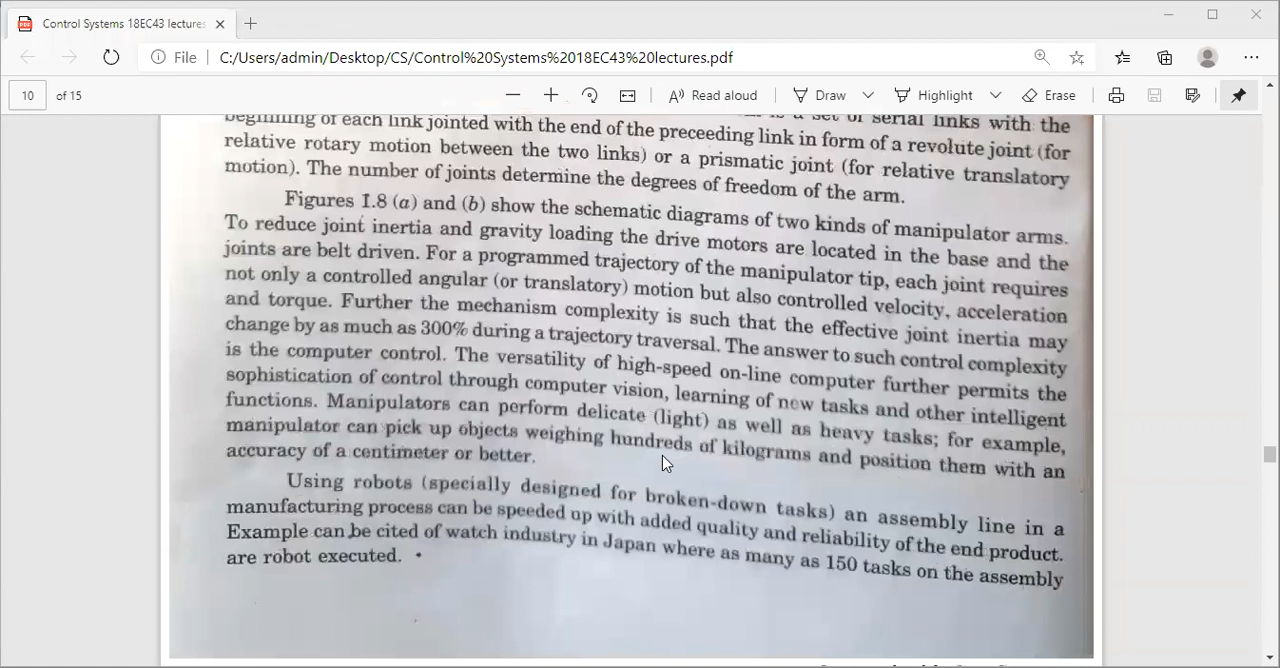 Control Systems 18EC43 lectures
File
C:/Users/admin/Desktop/CS/Control%20Systems%2018EC43%20lectures.pdf
10 of 15
Read aloud
Draw
Highlight
Erase
is a set of serial links with the
beginning of each link jointed with the end of the preceeding link in form of a revolute joint (for
relative rotary motion between the two links) or a prismatic joint (for relative translatory
motion). The number of joints determine the degrees of freedom of the arm.
Figures 1.8 (a) and (b) show the schematic diagrams of two kinds of manipulator arms.
To reduce joint inertia and gravity loading the drive motors are located in the base and the
joints are belt driven. For a programmed trajectory of the manipulator tip, each joint requires
not only a controlled angular (or translatory) motion but also controlled velocity, acceleration
and torque. Further the mechanism complexity is such that the effective joint inertia may
change by as much as 300% during a trajectory traversal. The answer to such control complexity
is the computer control. The versatility of high-speed on-line computer further permits the
sophistication of control through computer vision, learning of new tasks and other intelligent
functions. Manipulators can perform delicate (light) as well as heavy tasks; for example,
manipulator can pick up objects weighing hundreds of kilograms and position them with an
accuracy of a centimeter or better.
Using robots (specially designed for broken-down tasks) an assembly line in a
manufacturing process can be speeded up with added quality and reliability of the end product.
Example can be cited of watch industry in Japan where as many as 150 tasks on the assembly
are robot executed.